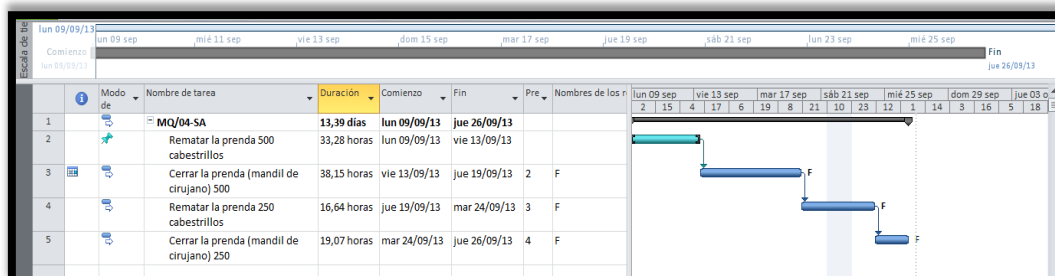 Escala de tie
lun 09/09/13
un 09 sep mié 11 sep vie 13 sep dom 15 sep mar 17 sep jue 19 sep sáb 21 sep lun 23 sep mié 25 sep
Comienzo
lun 09/09/13
Fin
jue 26/09/13
Modo de Nombre de tarea Duración Comienzo Fin Pre Nombres de los r
lun 09 sep vie 13 sep mar 17 sep sáb 21 sep mié 25 sep dom 29 sep jue 03 o
2 15 4 17 6 19 8 21 10 23 12 1 14 3 16 5 18
1 MQ/04-SA 13,39 días lun 09/09/13 jue 26/09/13
2 Rematar la prenda 500 cabestrillos 33,28 horas lun 09/09/13 vie 13/09/13
3 Cerrar la prenda (mandil de cirujano) 500 38,15 horas vie 13/09/13 jue 19/09/13 2 F
F
4 Rematar la prenda 250 cabestrillos 16,64 horas jue 19/09/13 mar 24/09/13 3 F
F
5 Cerrar la prenda (mandil de cirujano) 250 19,07 horas mar 24/09/13 jue 26/09/13 4 F
F